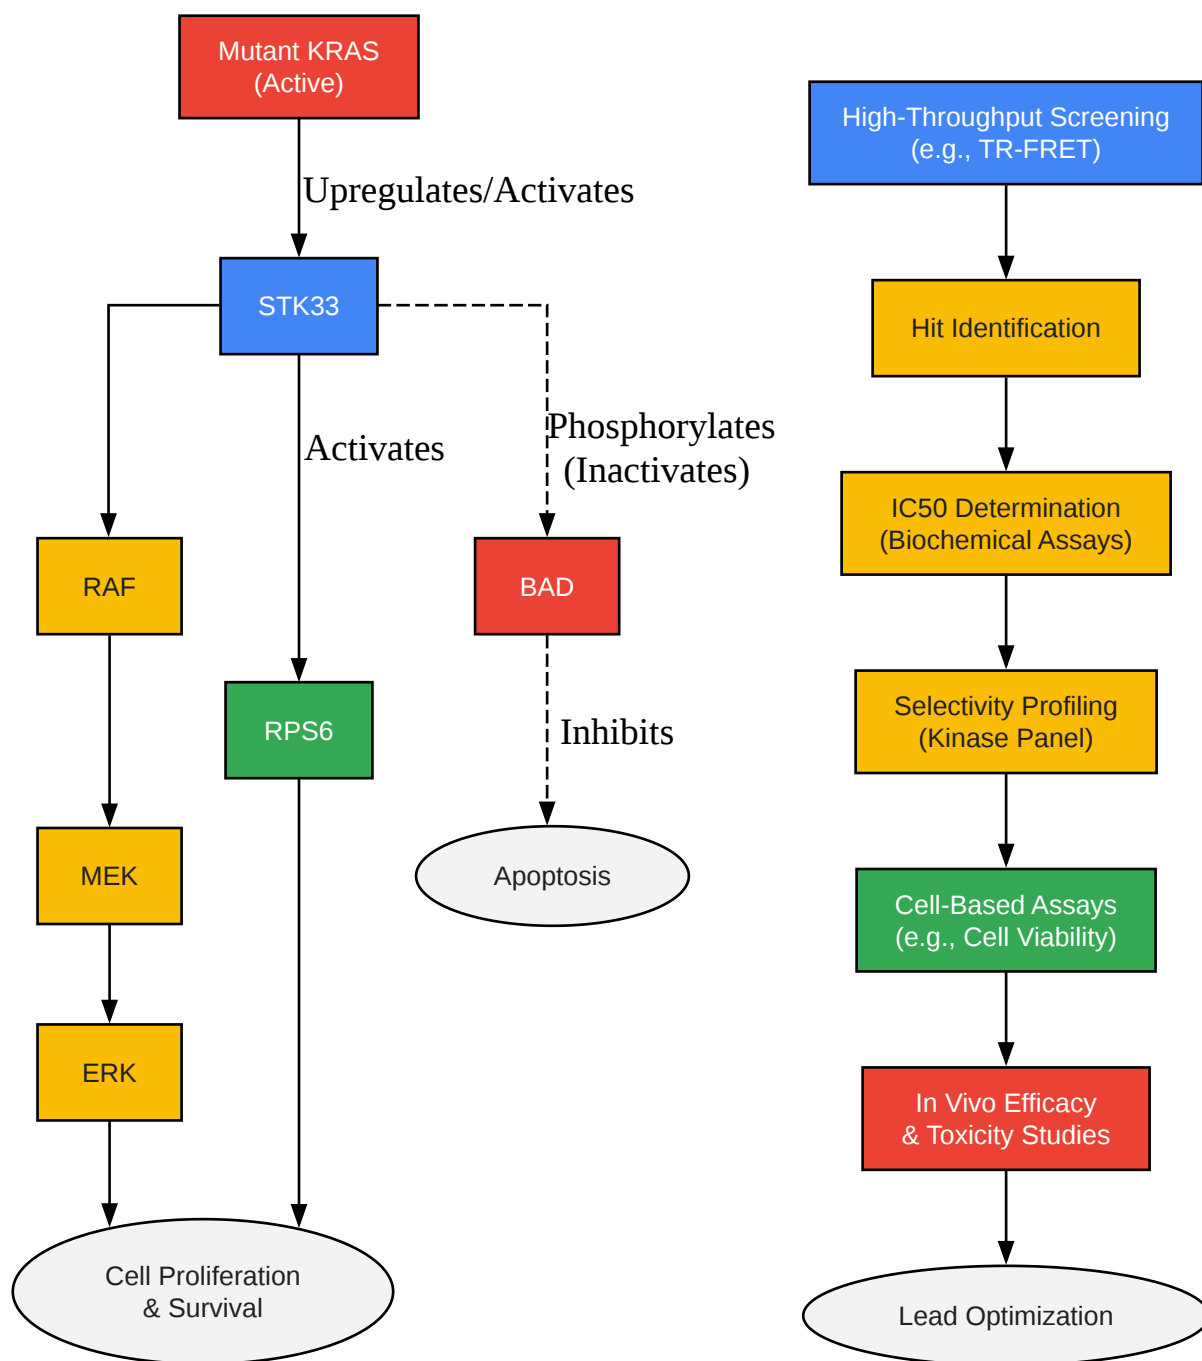 Mutant KRAS
(Active)
Upregulates/Activates
STK33
Activates
Phosphorylates
(Inactivates)
RAF
BAD
RPS6
Inhibits
MEK
Apoptosis
ERK
Cell Proliferation
& Survival
High-Throughput Screening
(e.g., TR-FRET)
Hit Identification
IC50 Determination
(Biochemical Assays)
Selectivity Profiling
(Kinase Panel)
Cell-Based Assays
(e.g., Cell Viability)
In Vivo Efficacy
& Toxicity Studies
Lead Optimization